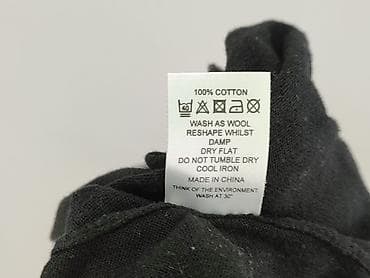 100% COTTON
WASH AS WOOL
RESHAPE WHILST
DAMP
DRY FLAT
DO NOT TUMBLE DRY
COOL IRON
MADE IN CHINA
THINK OF THE ENVIRONMENT
WASH AT 30°